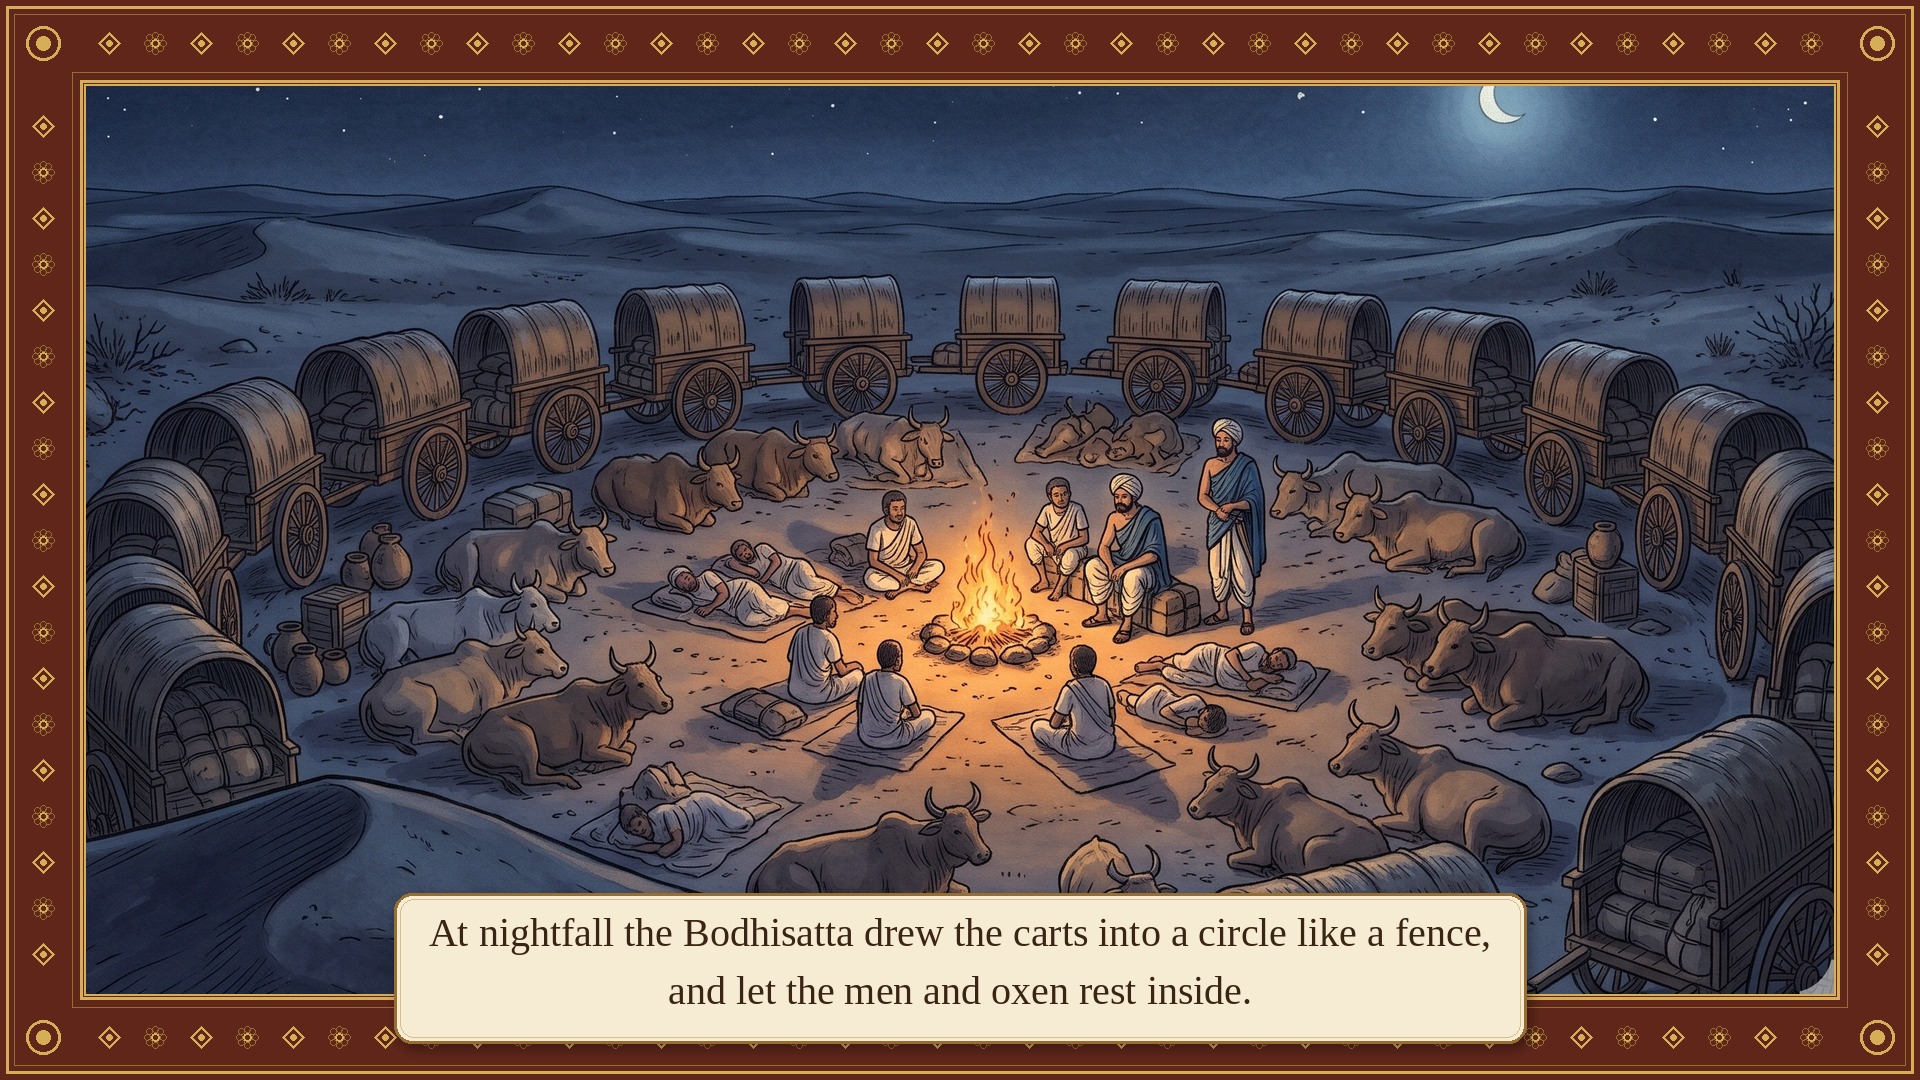 At nightfall the Bodhisatta drew the carts into a circle like a fence,
and let the men and oxen rest inside.